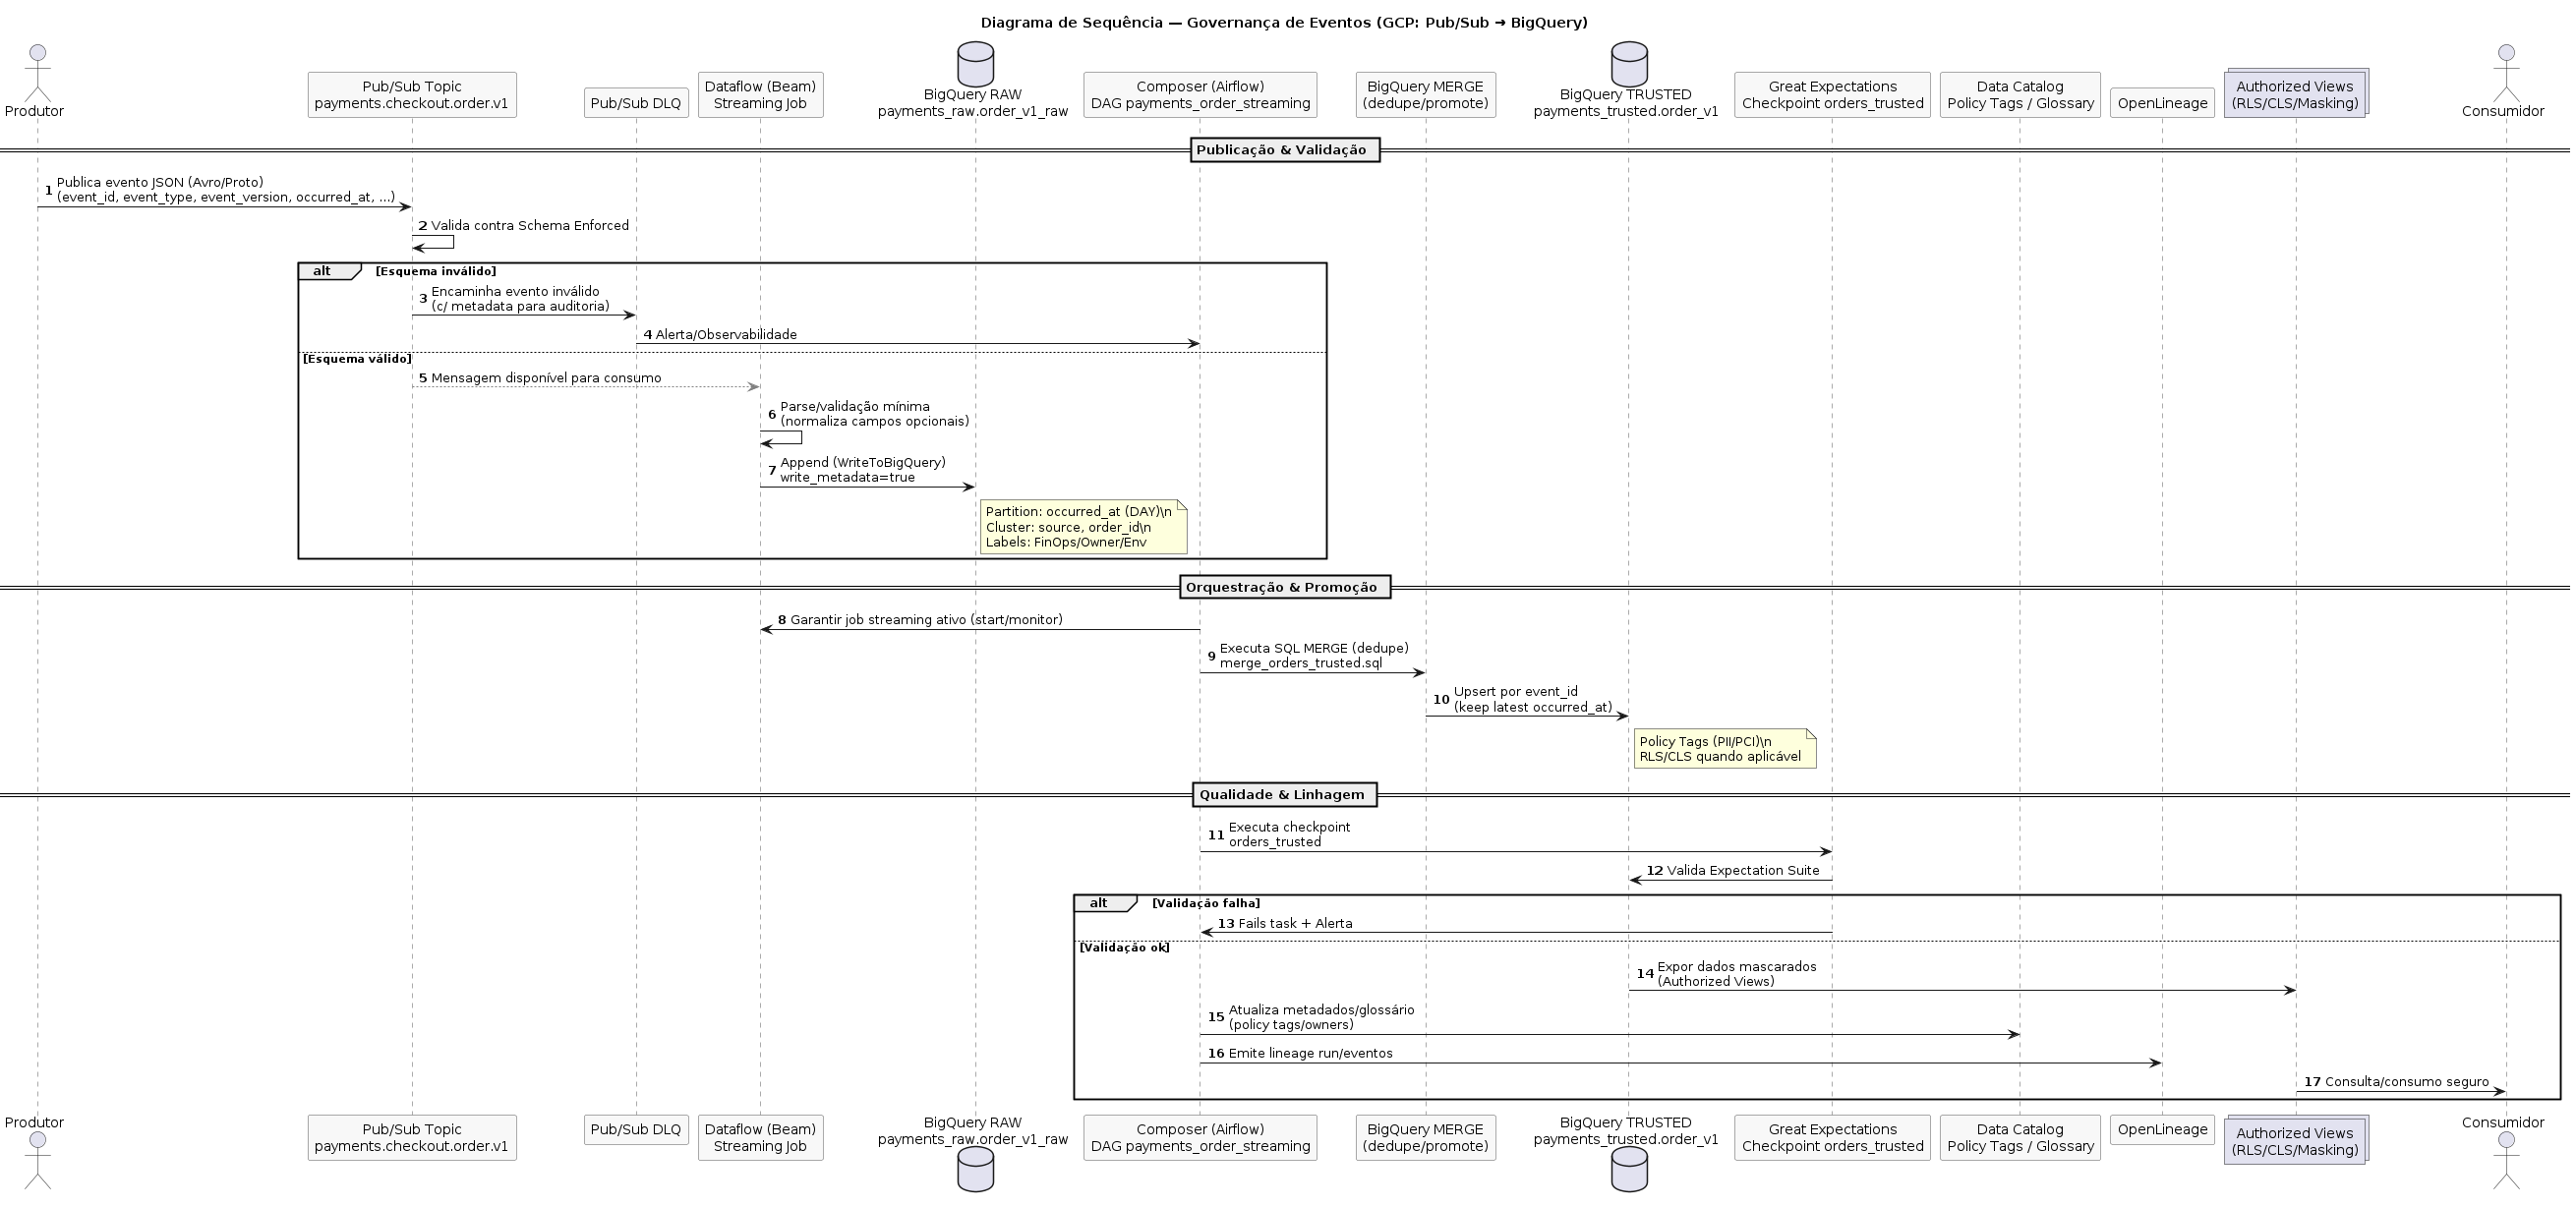 Diagrama de Sequência — Governança de Eventos (GCP: Pub/Sub → BigQuery)
Produtor
Pub/Sub Topic
payments.checkout.order.v1
Pub/Sub DLQ
Dataflow (Beam)
Streaming Job
BigQuery RAW
payments_raw.order_v1_raw
Composer (Airflow)
DAG payments_order_streaming
BigQuery MERGE
(dedupe/promote)
BigQuery TRUSTED
payments_trusted.order_v1
Great Expectations
Checkpoint orders_trusted
Data Catalog
Policy Tags / Glossary
OpenLineage
Authorized Views
(RLS/CLS/Masking)
Consumidor
Publicação & Validação
1 Publica evento JSON (Avro/Proto)
(event_id, event_type, event_version, occurred_at, ...)
2 Valida contra Schema Enforced
alt [Esquema inválido]
3 Encaminha evento inválido
(c/ metadata para auditoria)
4 Alerta/Observabilidade
[Esquema válido]
5 Mensagem disponível para consumo
6 Parse/validação mínima
(normaliza campos opcionais)
7 Append (WriteToBigQuery)
write_metadata=true
Partition: occurred_at (DAY)\n
Cluster: source, order_id\n
Labels: FinOps/Owner/Env
Orquestração & Promoção
8 Garantir job streaming ativo (start/monitor)
9 Executa SQL MERGE (dedupe)
merge_orders_trusted.sql
10 Upsert por event_id
(keep latest occurred_at)
Policy Tags (PII/PCI)\n
RLS/CLS quando aplicável
Qualidade & Linhagem
11 Executa checkpoint
orders_trusted
12 Valida Expectation Suite
alt [Validação falha]
13 Fails task + Alerta
[Validação ok]
14 Expor dados mascarados
(Authorized Views)
15 Atualiza metadados/glossário
(policy tags/owners)
16 Emite lineage run/eventos
17 Consulta/consumo seguro
Produtor
Pub/Sub Topic
payments.checkout.order.v1
Pub/Sub DLQ
Dataflow (Beam)
Streaming Job
BigQuery RAW
payments_raw.order_v1_raw
Composer (Airflow)
DAG payments_order_streaming
BigQuery MERGE
(dedupe/promote)
BigQuery TRUSTED
payments_trusted.order_v1
Great Expectations
Checkpoint orders_trusted
Data Catalog
Policy Tags / Glossary
OpenLineage
Authorized Views
(RLS/CLS/Masking)
Consumidor